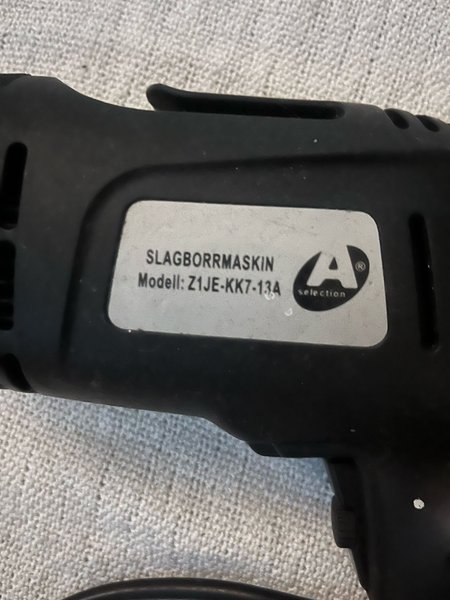 SLAGBORRMASKIN
Modell: Z1JE-KK7-13A
A®
selection